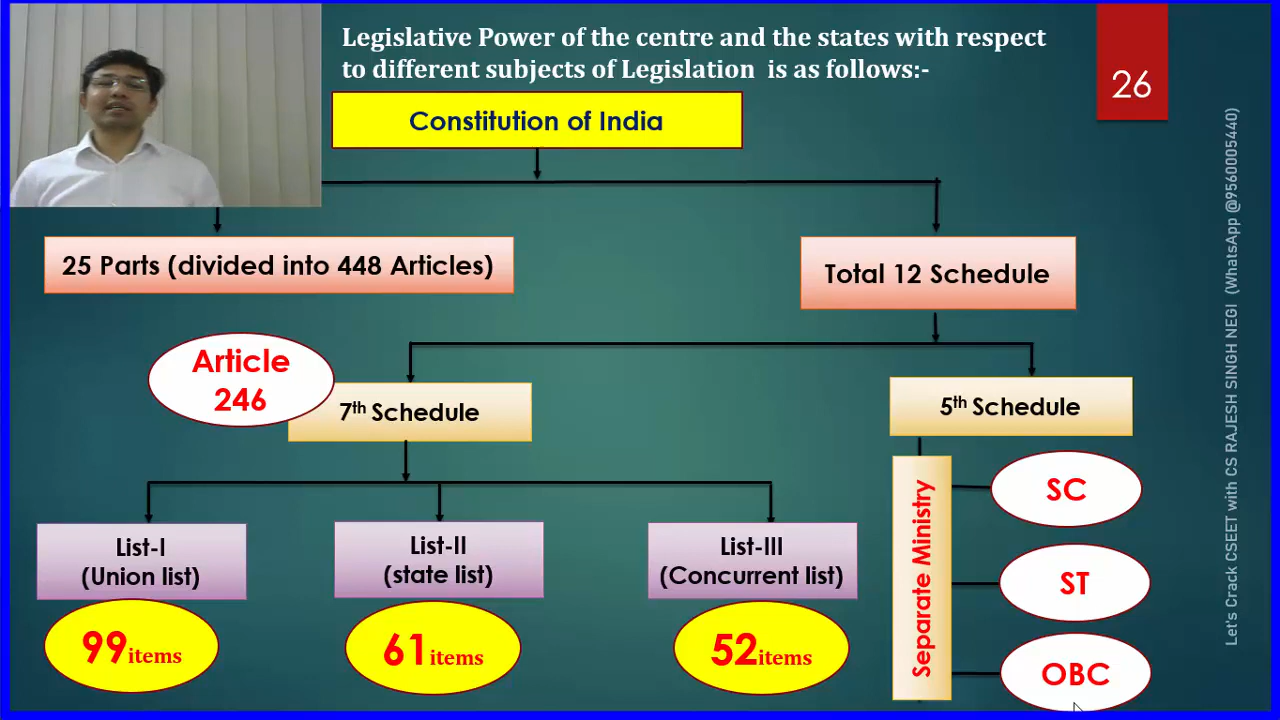 Legislative Power of the centre and the states with respect
to different subjects of Legislation is as follows:-
26
Constitution of India
25 Parts (divided into 448 Articles)
Total 12 Schedule
Article
246
7th Schedule
5th Schedule
List-I
(Union list)
99items
List-II
(state list)
61items
List-III
(Concurrent list)
52items
Separate Ministry
SC
ST
OBC
Let's Crack CSEET with CS RAJESH SINGH NEGI (WhatsApp @9560005440)